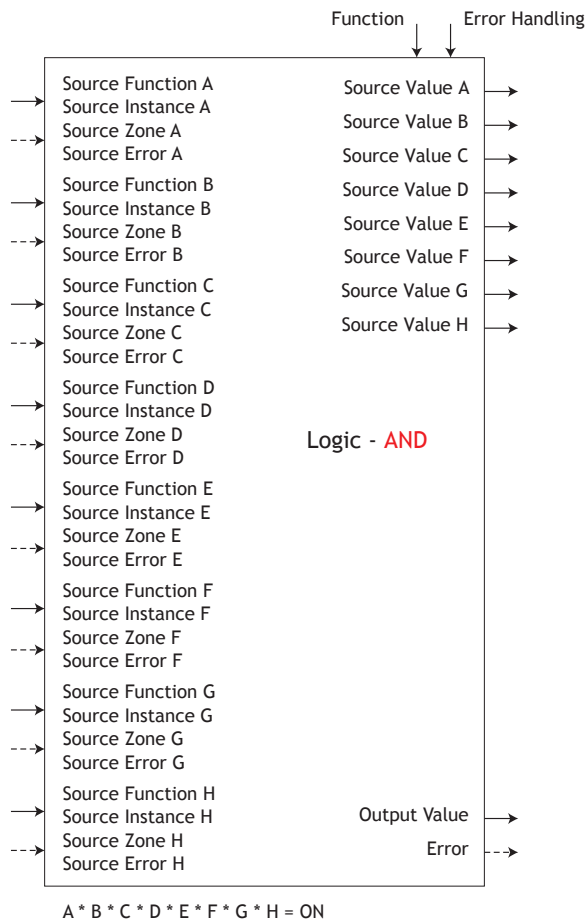 Function Error Handling
Source Function A
Source Instance A
Source Zone A
Source Error A
Source Function B
Source Instance B
Source Zone B
Source Error B
Source Function C
Source Instance C
Source Zone C
Source Error C
Source Function D
Source Instance D
Source Zone D
Source Error D
Source Function E
Source Instance E
Source Zone E
Source Error E
Source Function F
Source Instance F
Source Zone F
Source Error F
Source Function G
Source Instance G
Source Zone G
Source Error G
Source Function H
Source Instance H
Source Zone H
Source Error H
Source Value A
Source Value B
Source Value C
Source Value D
Source Value E
Source Value F
Source Value G
Source Value H
Logic - AND
Output Value
Error
A * B * C * D * E * F * G * H = ON